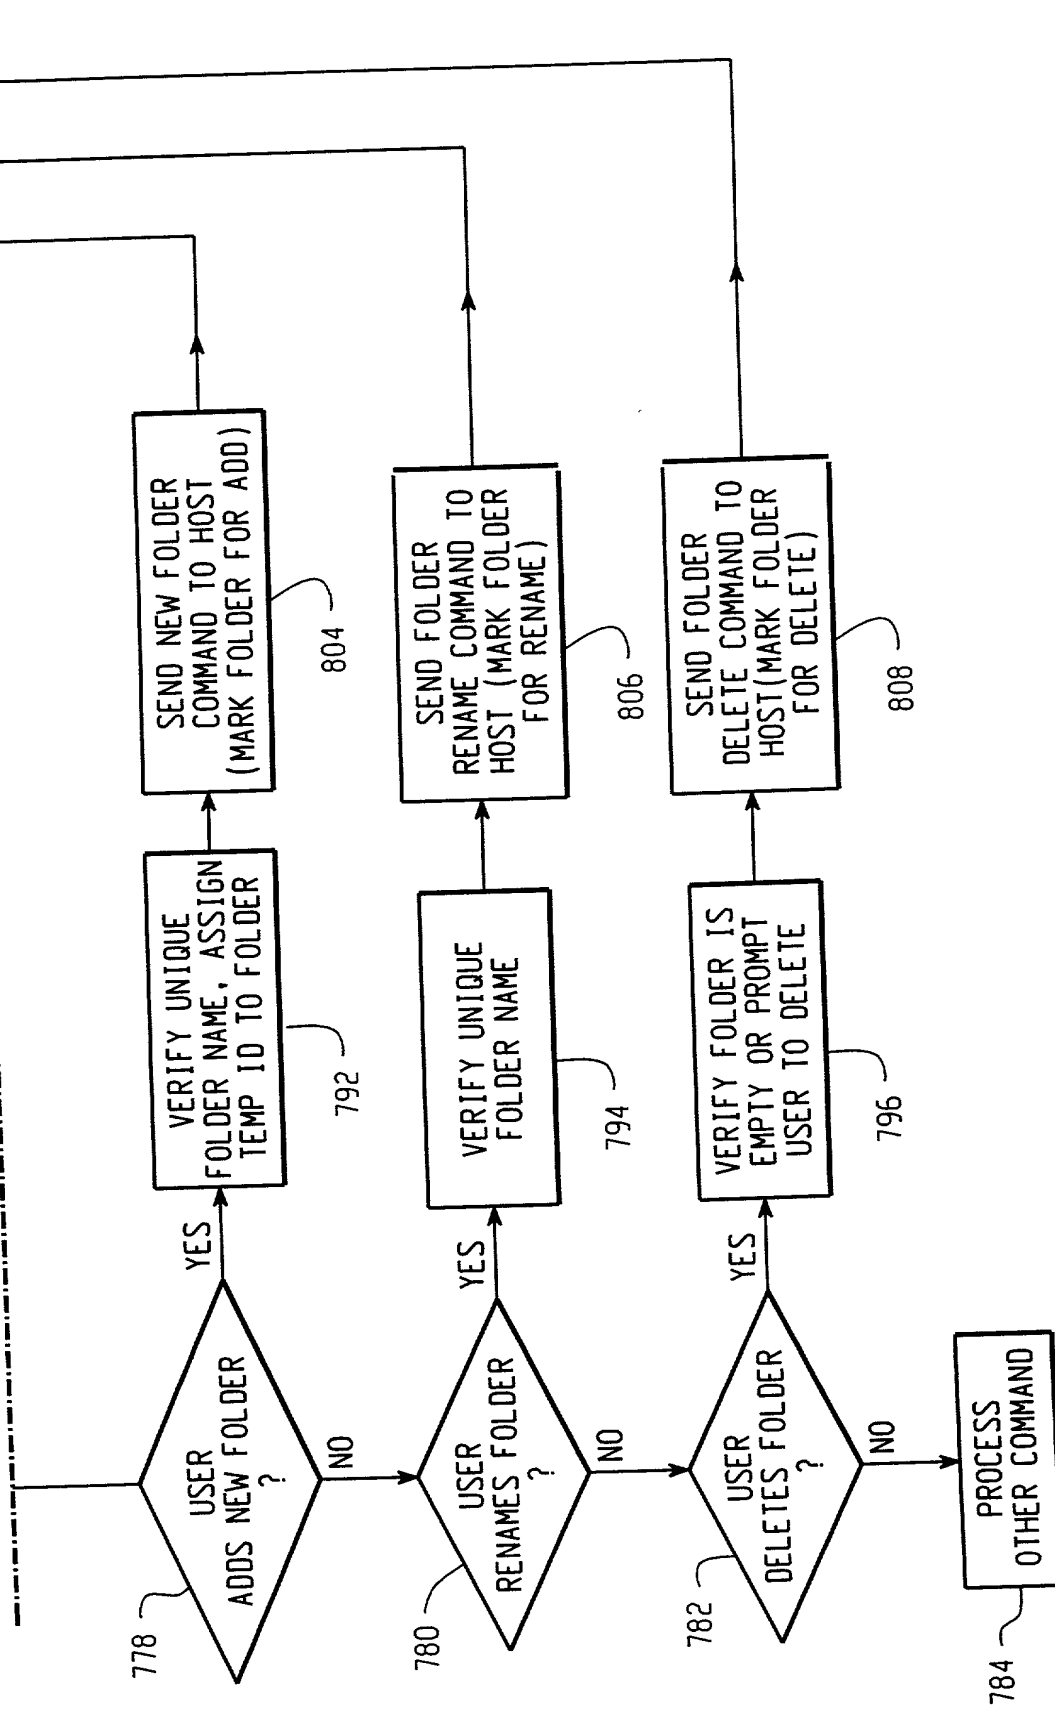 USER
ADDS NEW FOLDER
?
778
YES
NO
VERIFY UNIQUE
FOLDER NAME, ASSIGN
TEMP ID TO FOLDER
792
SEND NEW FOLDER
COMMAND TO HOST
(MARK FOLDER FOR ADD)
804
USER
RENAMES FOLDER
?
780
YES
NO
VERIFY UNIQUE
FOLDER NAME
794
SEND FOLDER
RENAME COMMAND TO
HOST (MARK FOLDER
FOR RENAME)
806
USER
DELETES FOLDER
?
782
YES
NO
VERIFY FOLDER IS
EMPTY OR PROMPT
USER TO DELETE
796
SEND FOLDER
DELETE COMMAND TO
HOST(MARK FOLDER
FOR DELETE)
808
PROCESS
OTHER COMMAND
784